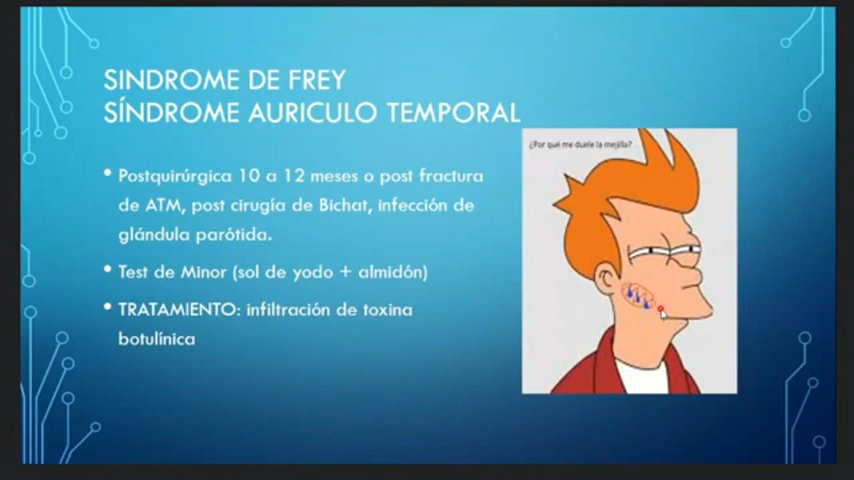 SINDROME DE FREY
SÍNDROME AURICULO TEMPORAL
¿Por qué me duele la mejilla?
• Postquirúrgica 10 a 12 meses o post fractura
de ATM, post cirugía de Bichat, infección de
glándula parótida.
• Test de Minor (sol de yodo + almidón)
• TRATAMIENTO: infiltración de toxina
botulínica